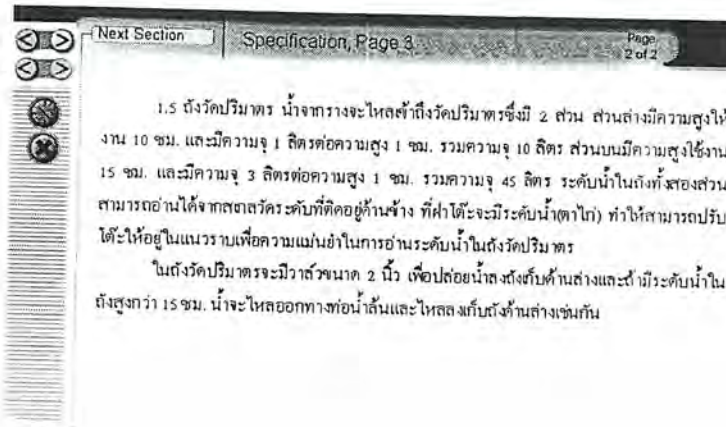 Next Section
Specification, Page 3
Page
2 of 2
1.5 ถังวัดปริมาตร น้ำจากรางจะไหลเข้าถังวัดปริมาตรซึ่งมี 2 ส่วน ส่วนล่างมีความสูงใช้
งาน 10 ซม. และมีความจุ 1 ลิตรต่อความสูง 1 ซม. รวมความจุ 10 ลิตร ส่วนบนมีความสูงใช้งาน
15 ซม. และมีความจุ 3 ลิตรต่อความสูง 1 ซม. รวมความจุ 45 ลิตร ระดับน้ำในถังทั้งสองส่วน
สามารถอ่านได้จากสเกลวัดระดับที่ติดอยู่ด้านข้าง ที่ฝาโต๊ะจะมีระดับน้ำ(ตาไก่) ทำให้สามารถปรับ
โต๊ะให้อยู่ในแนวราบเพื่อความแม่นยำในการอ่านระดับน้ำในถังวัดปริมาตร
ในถังวัดปริมาตรจะมีวาล์วขนาด 2 นิ้ว เพื่อปล่อยน้ำลงถังเก็บด้านล่างและถ้ามีระดับน้ำใน
ถังสูงกว่า 15 ซม. น้ำจะไหลออกทางท่อน้ำล้นและไหลลงเก็บถังด้านล่างเช่นกัน